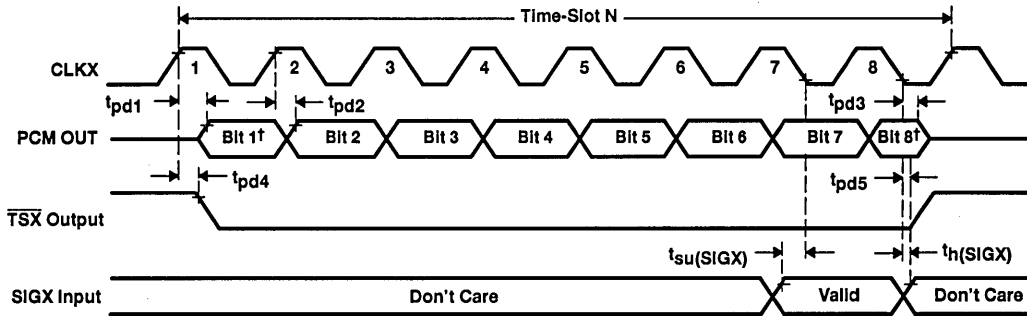 Time-Slot N
CLKX
1 2 3 4 5 6 7 8
tpd1 tpd2 tpd3
PCM OUT
Bit 1† Bit 2 Bit 3 Bit 4 Bit 5 Bit 6 Bit 7 Bit 8†
tpd4 tpd5
TSX Output
tsu(SIGX) th(SIGX)
SIGX Input
Don't Care Valid Don't Care